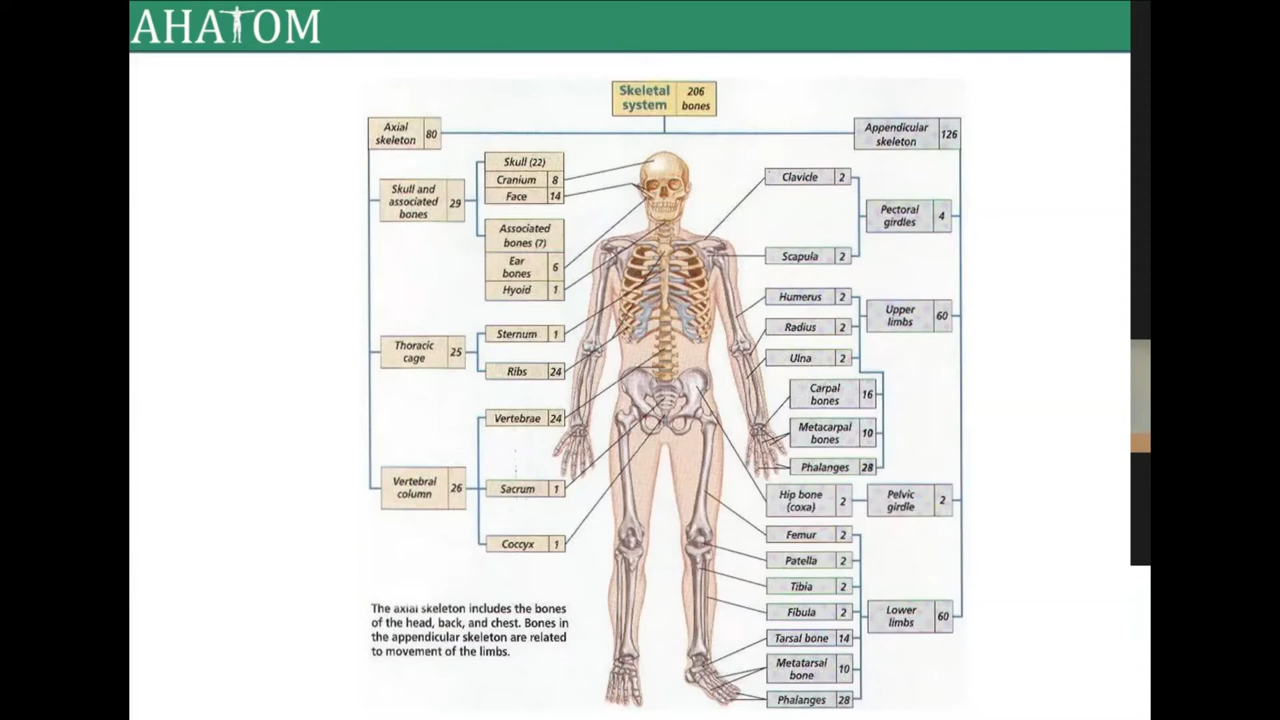 AHATOM
Skeletal
system
206
bones
Axial
skeleton
80
Appendicular
skeleton
126
Skull and
associated
bones
29
Skull (22)
Cranium 8
Face 14
Associated
bones (7)
Ear
bones
6
Hyoid 1
Thoracic
cage
25
Sternum 1
Ribs 24
Vertebral
column
26
Vertebrae 24
Sacrum 1
Coccyx 1
Clavicle 2
Scapula 2
Pectoral
girdles
4
Humerus 2
Radius 2
Ulna 2
Upper
limbs
60
Carpal
bones
16
Metacarpal
bones
10
Phalanges 28
Hip bone
(coxa)
2
Pelvic
girdle
2
Femur 2
Patella 2
Tibia 2
Fibula 2
Tarsal bone 14
Metatarsal
bone
10
Phalanges 28
Lower
limbs
60
The axial skeleton includes the bones
of the head, back, and chest. Bones in
the appendicular skeleton are related
to movement of the limbs.